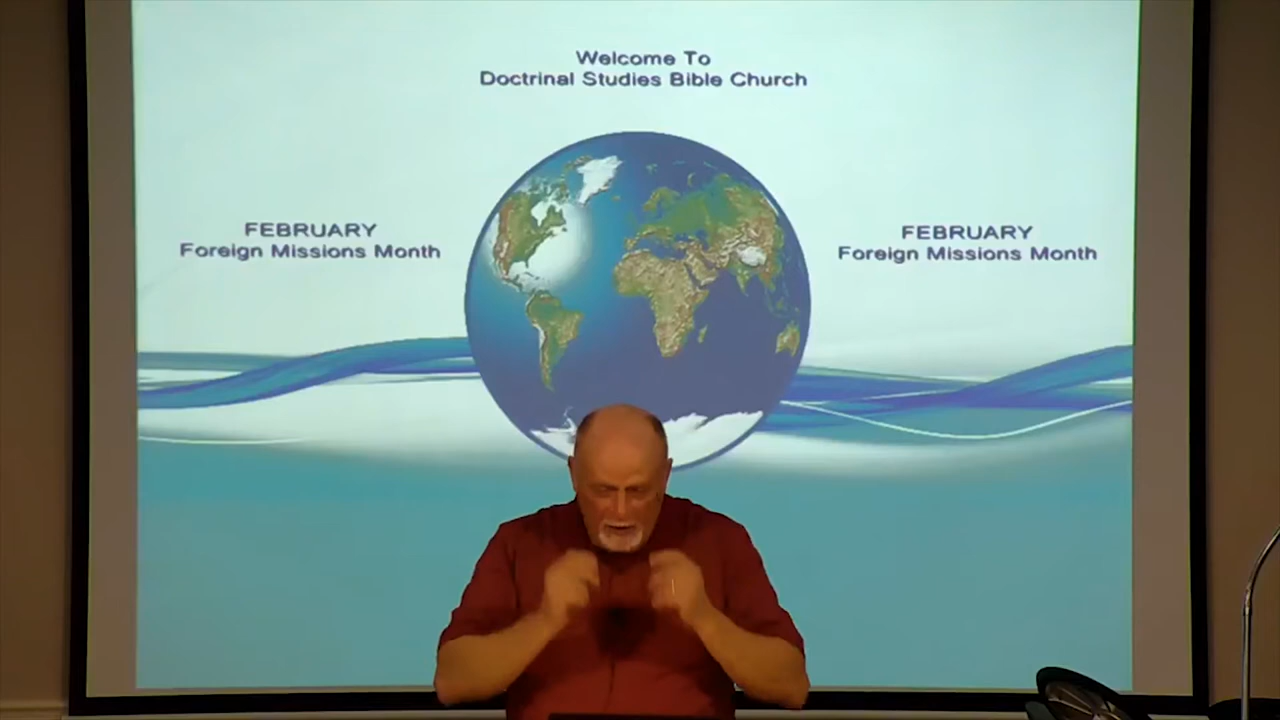 Welcome To
Doctrinal Studies Bible Church
FEBRUARY
Foreign Missions Month
FEBRUARY
Foreign Missions Month